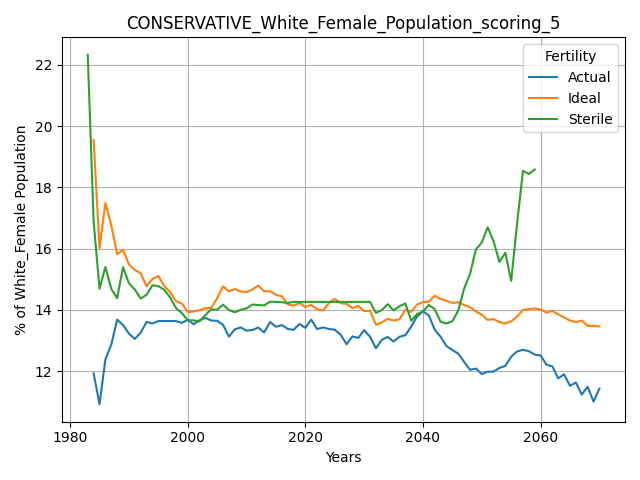 CONSERVATIVE_White_Female_Population_scoring_5
Fertility
Actual
Ideal
Sterile
% of White_Female Population
22
20
18
16
14
12
1980
2000
2020
2040
2060
Years